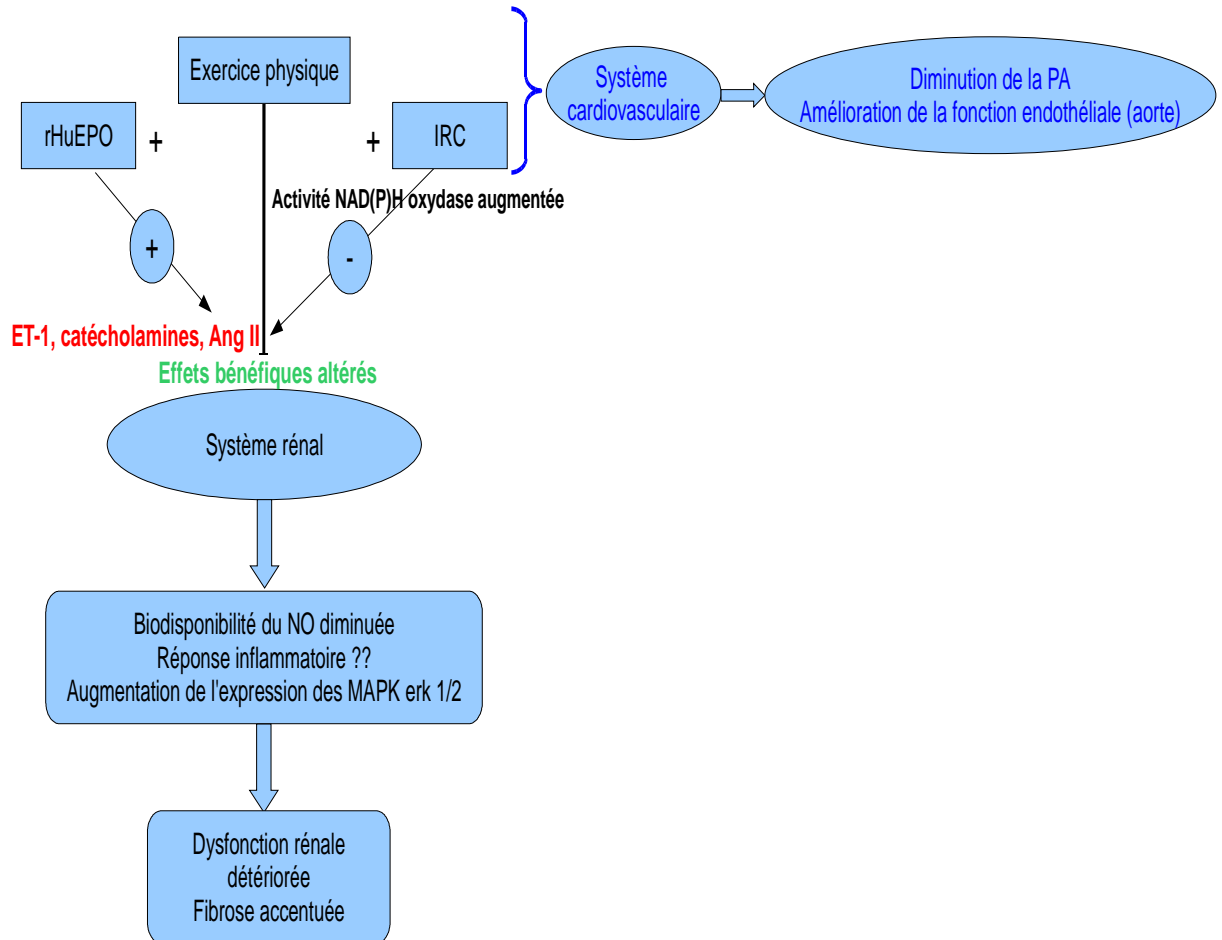 Exercice physique
rHuEPO
+
+
IRC
Système
cardiovasculaire
Diminution de la PA
Amélioration de la fonction endothéliale (aorte)
Activité NAD(P)H oxydase augmentée
+
-
ET-1, catécholamines, Ang II
Effets bénéfiques altérés
Système rénal
Biodisponibilité du NO diminuée
Réponse inflammatoire ??
Augmentation de l'expression des MAPK erk 1/2
Dysfonction rénale
détériorée
Fibrose accentuée